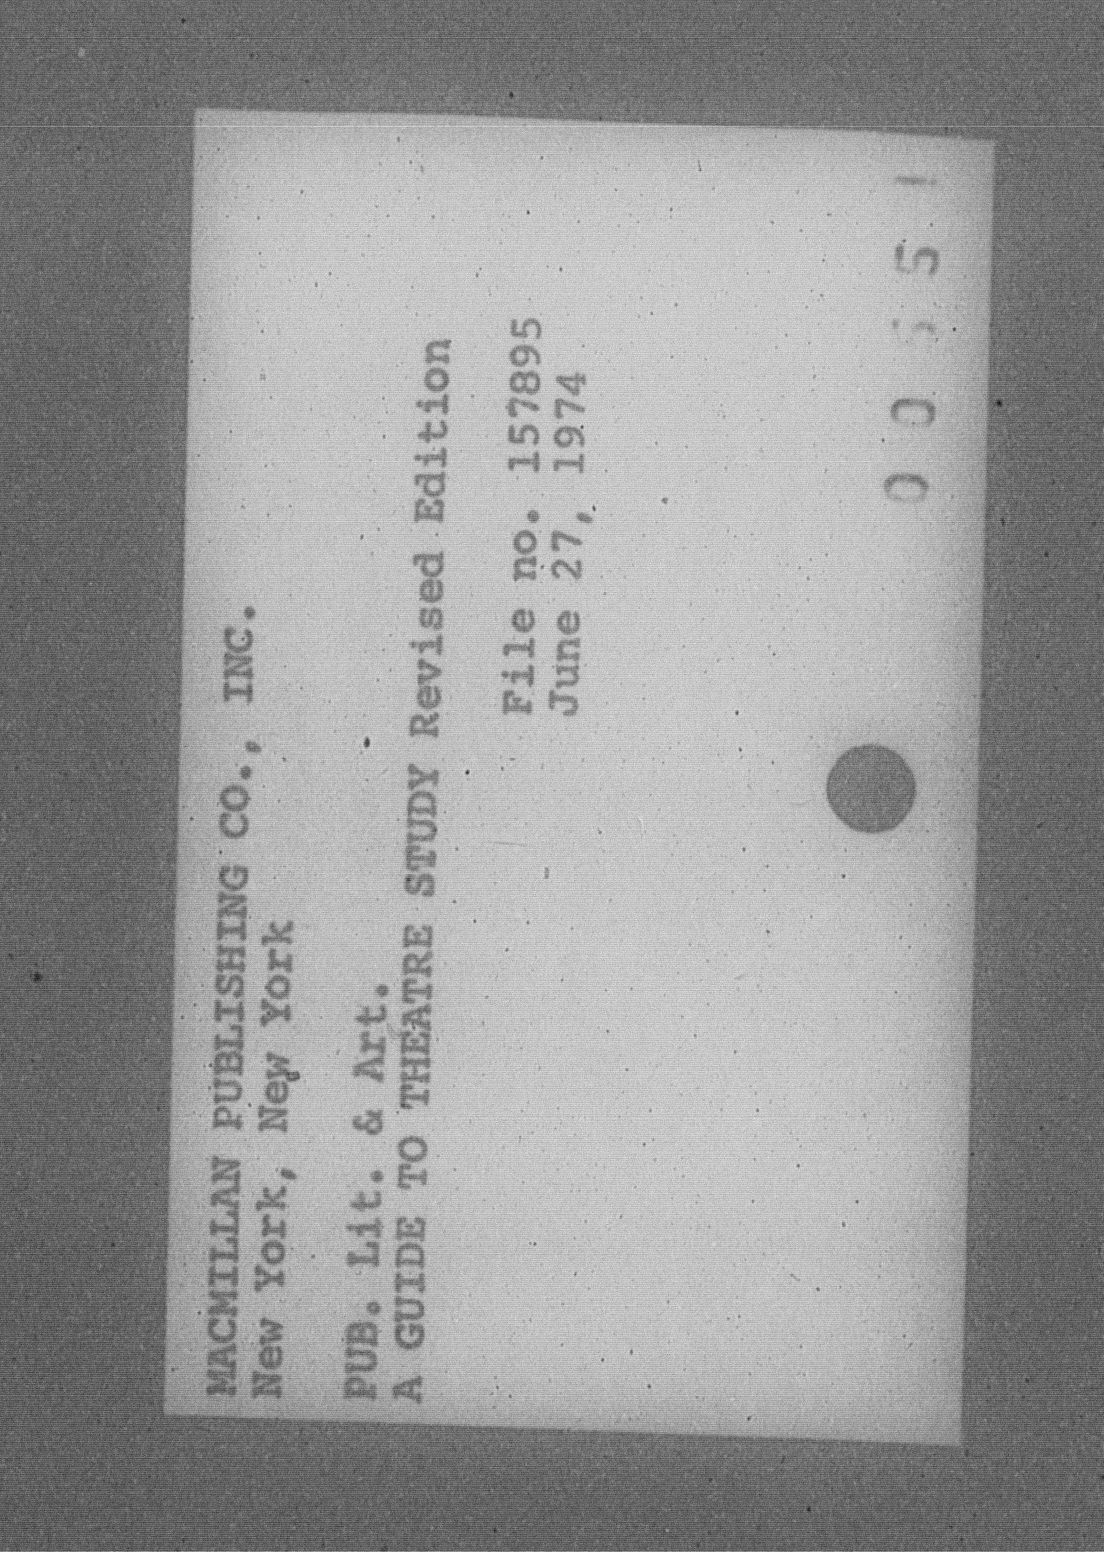 MACMILLAN PUBLISHING CO., INC.
New York, New York
PUB. Lit. & Art.
A GUIDE TO THEATRE STUDY Revised Edition
File no. 157895
June 27, 1974